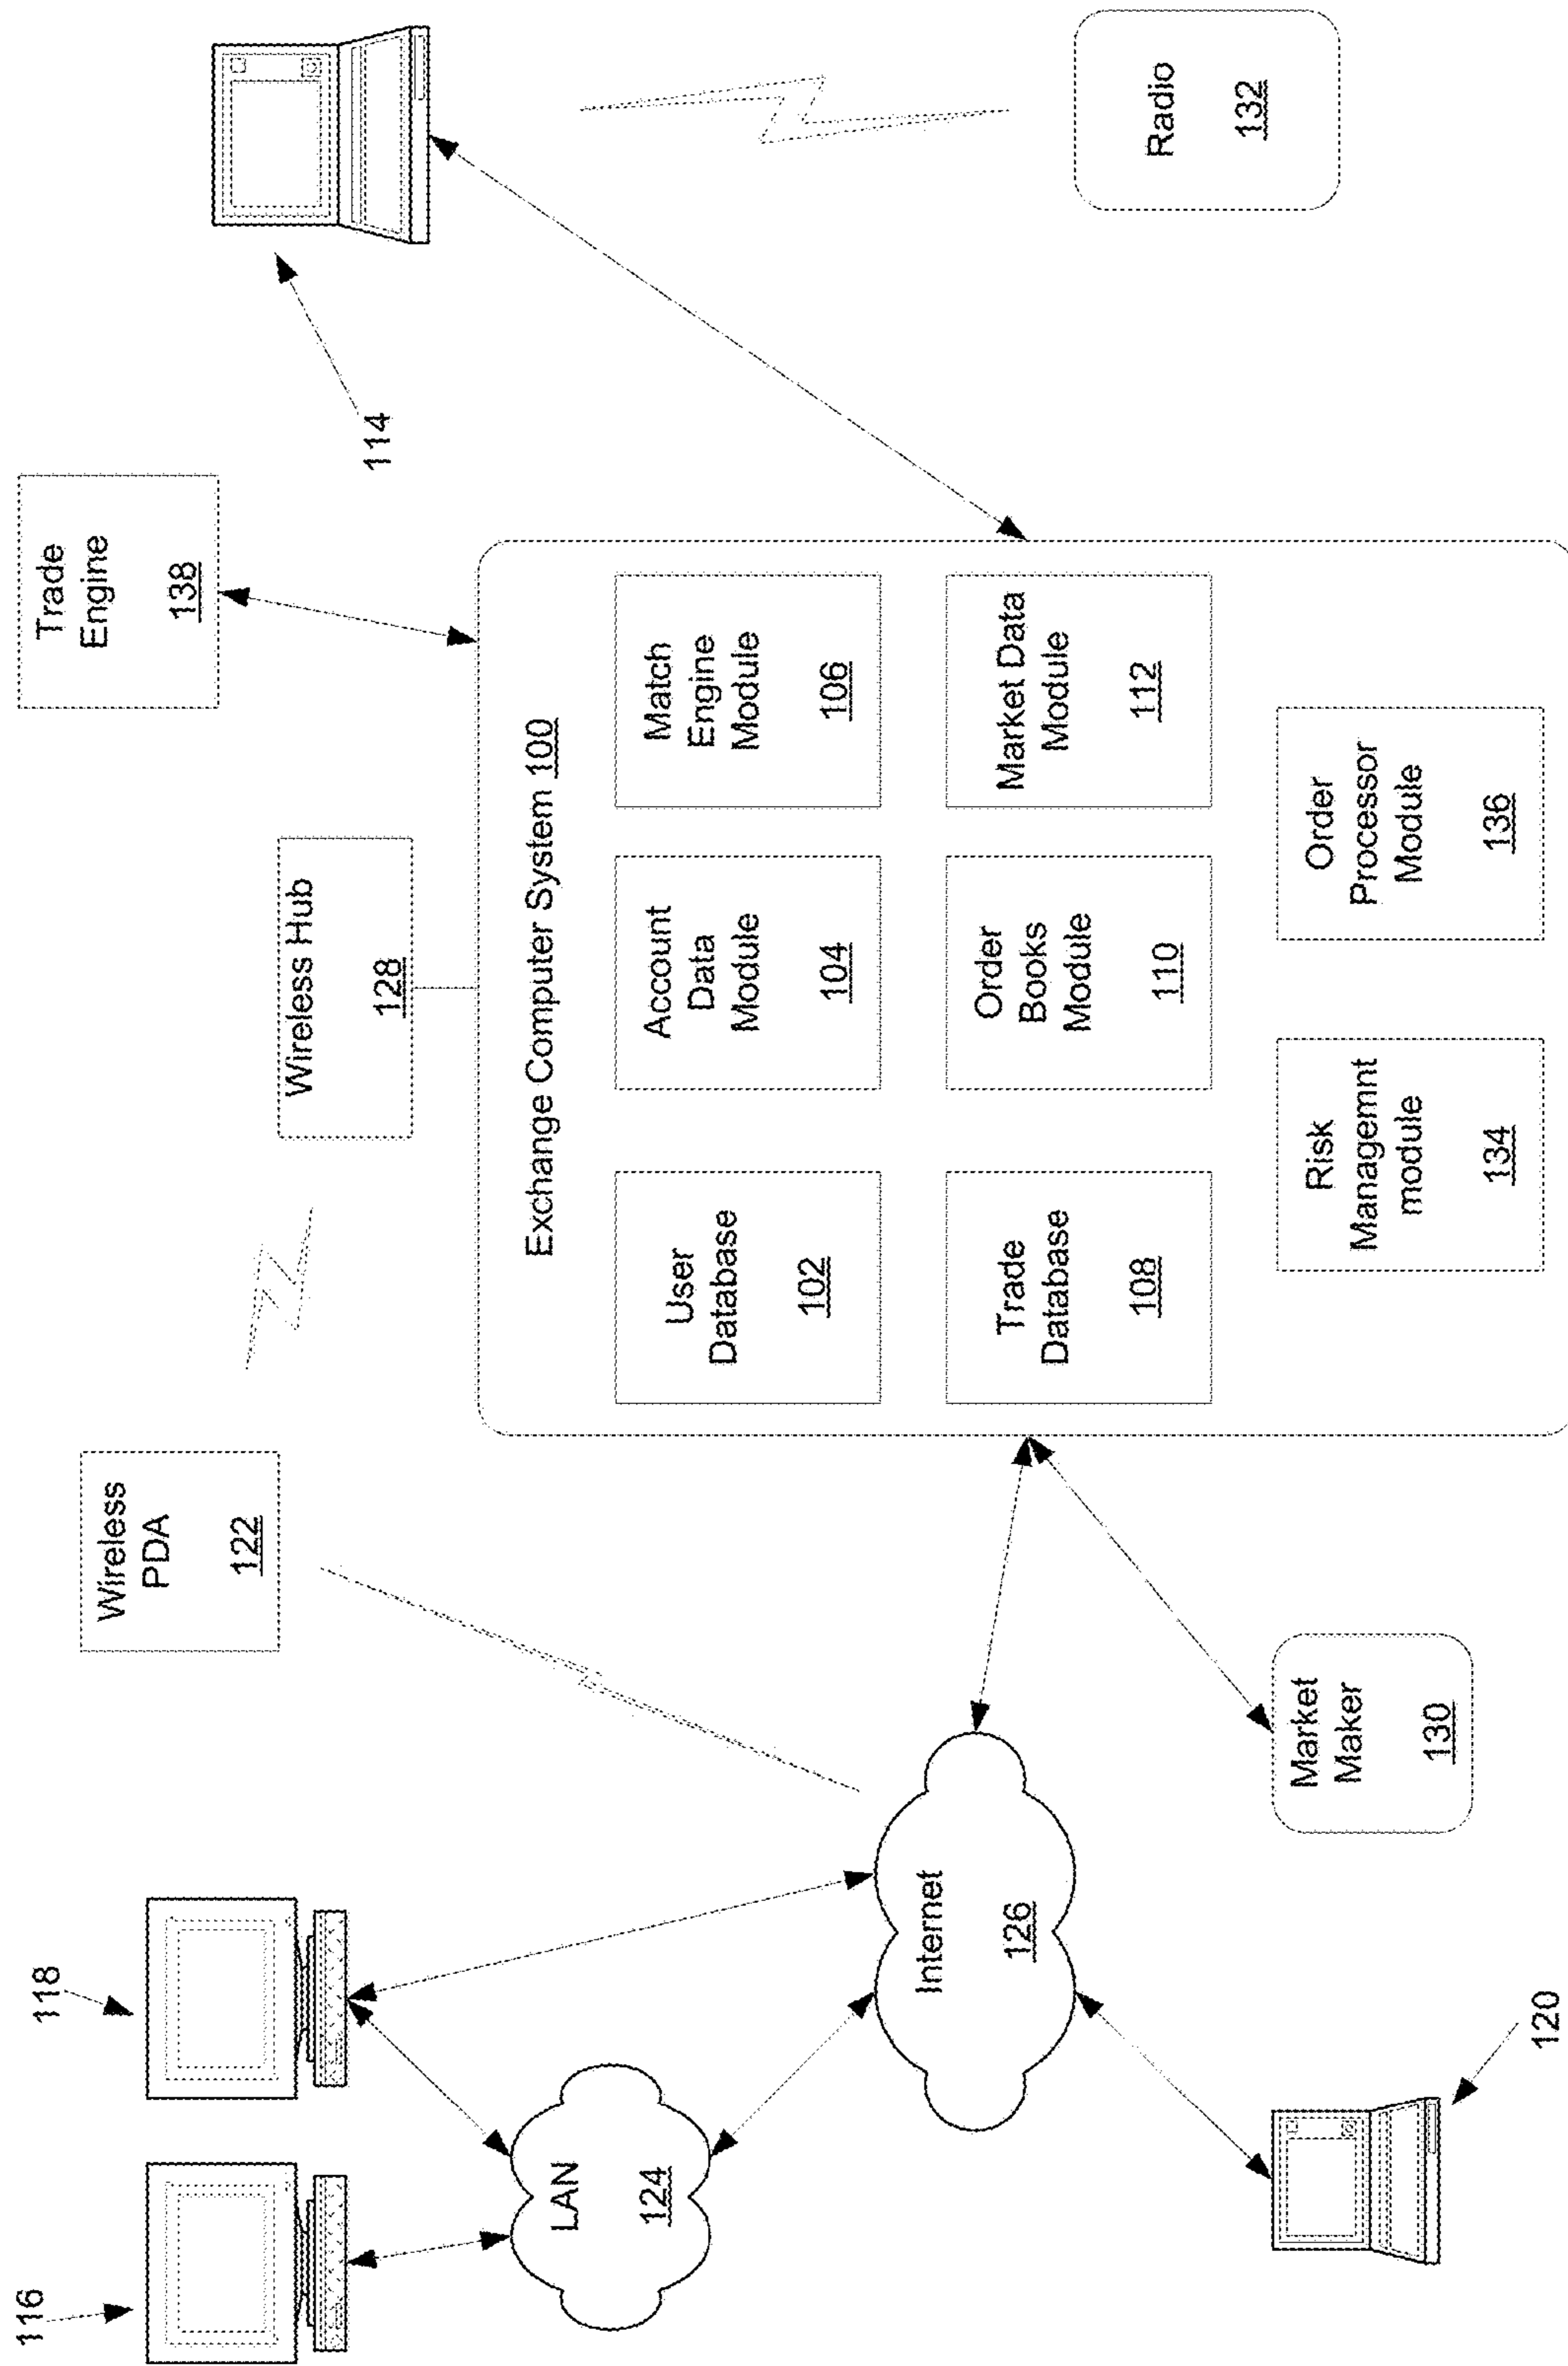 116
118
Wireless
PDA
122
Wireless Hub
128
Trade
Engine
138
114
LAN
124
Internet
126
Exchange Computer System 100
User
Database
102
Account
Data
Module
104
Match
Engine
Module
106
Trade
Database
108
Order
Books
Module
110
Market Data
Module
112
Risk
Managemnt
module
134
Order
Processor
Module
136
120
Market
Maker
130
Radio
132